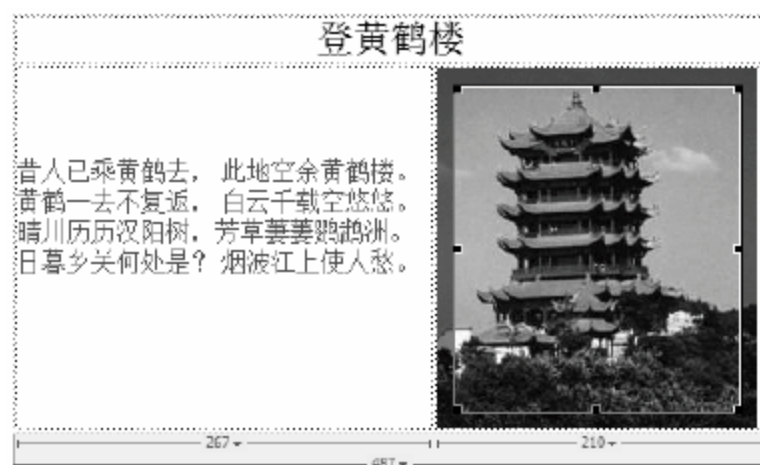 登黄鹤楼
昔人已乘黄鹤去， 此地空余黄鹤楼。
黄鹤一去不复返， 白云千载空悠悠。
晴川历历汉阳树，芳草萋萋鹦鹉洲。
日暮乡关何处是？ 烟波江上使人愁。
267 210